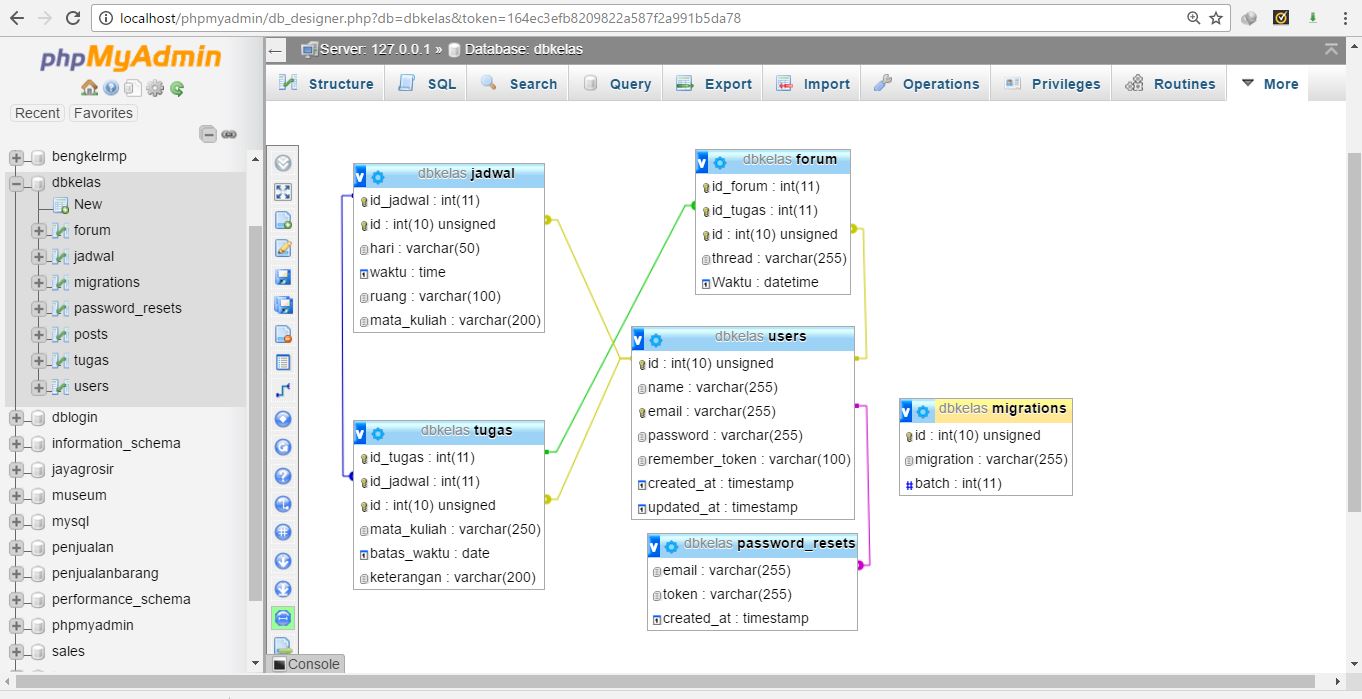 localhost/phpmyadmin/db_designer.php?db=dbkelas&token=164ec3efb8209822a587f2a991b5da78
phpMyAdmin
Recent Favorites
bengkelrmp
dbkelas
New
forum
jadwal
migrations
password_resets
posts
tugas
users
dblogin
information_schema
jayagrosir
museum
mysql
penjualan
penjualanbarang
performance_schema
phpmyadmin
sales
Server: 127.0.0.1 » Database: dbkelas
Structure SQL Search Query Export Import Operations Privileges Routines More
v dbkelas jadwal
id_jadwal : int(11)
id : int(10) unsigned
hari : varchar(50)
waktu : time
ruang : varchar(100)
mata_kuliah : varchar(200)
v dbkelas forum
id_forum : int(11)
id_tugas : int(11)
id : int(10) unsigned
thread : varchar(255)
Waktu : datetime
v dbkelas users
id : int(10) unsigned
name : varchar(255)
email : varchar(255)
password : varchar(255)
remember_token : varchar(100)
created_at : timestamp
updated_at : timestamp
v dbkelas migrations
id : int(10) unsigned
migration : varchar(255)
# batch : int(11)
v dbkelas tugas
id_tugas : int(11)
id_jadwal : int(11)
id : int(10) unsigned
mata_kuliah : varchar(250)
batas_waktu : date
keterangan : varchar(200)
v dbkelas password_resets
email : varchar(255)
token : varchar(255)
created_at : timestamp
Console